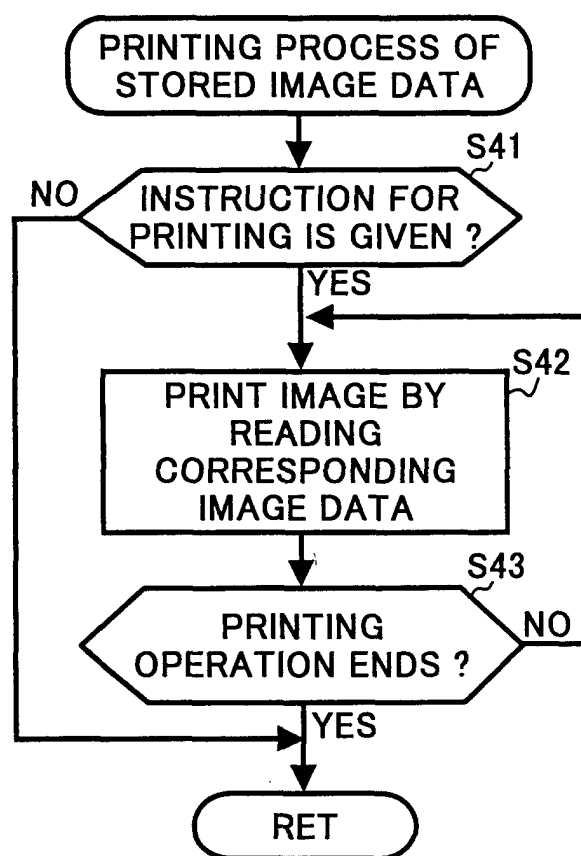 PRINTING PROCESS OF
STORED IMAGE DATA
S41
NO
INSTRUCTION FOR
PRINTING IS GIVEN ?
YES
S42
PRINT IMAGE BY
READING
CORRESPONDING
IMAGE DATA
S43
PRINTING
OPERATION ENDS ?
NO
YES
RET